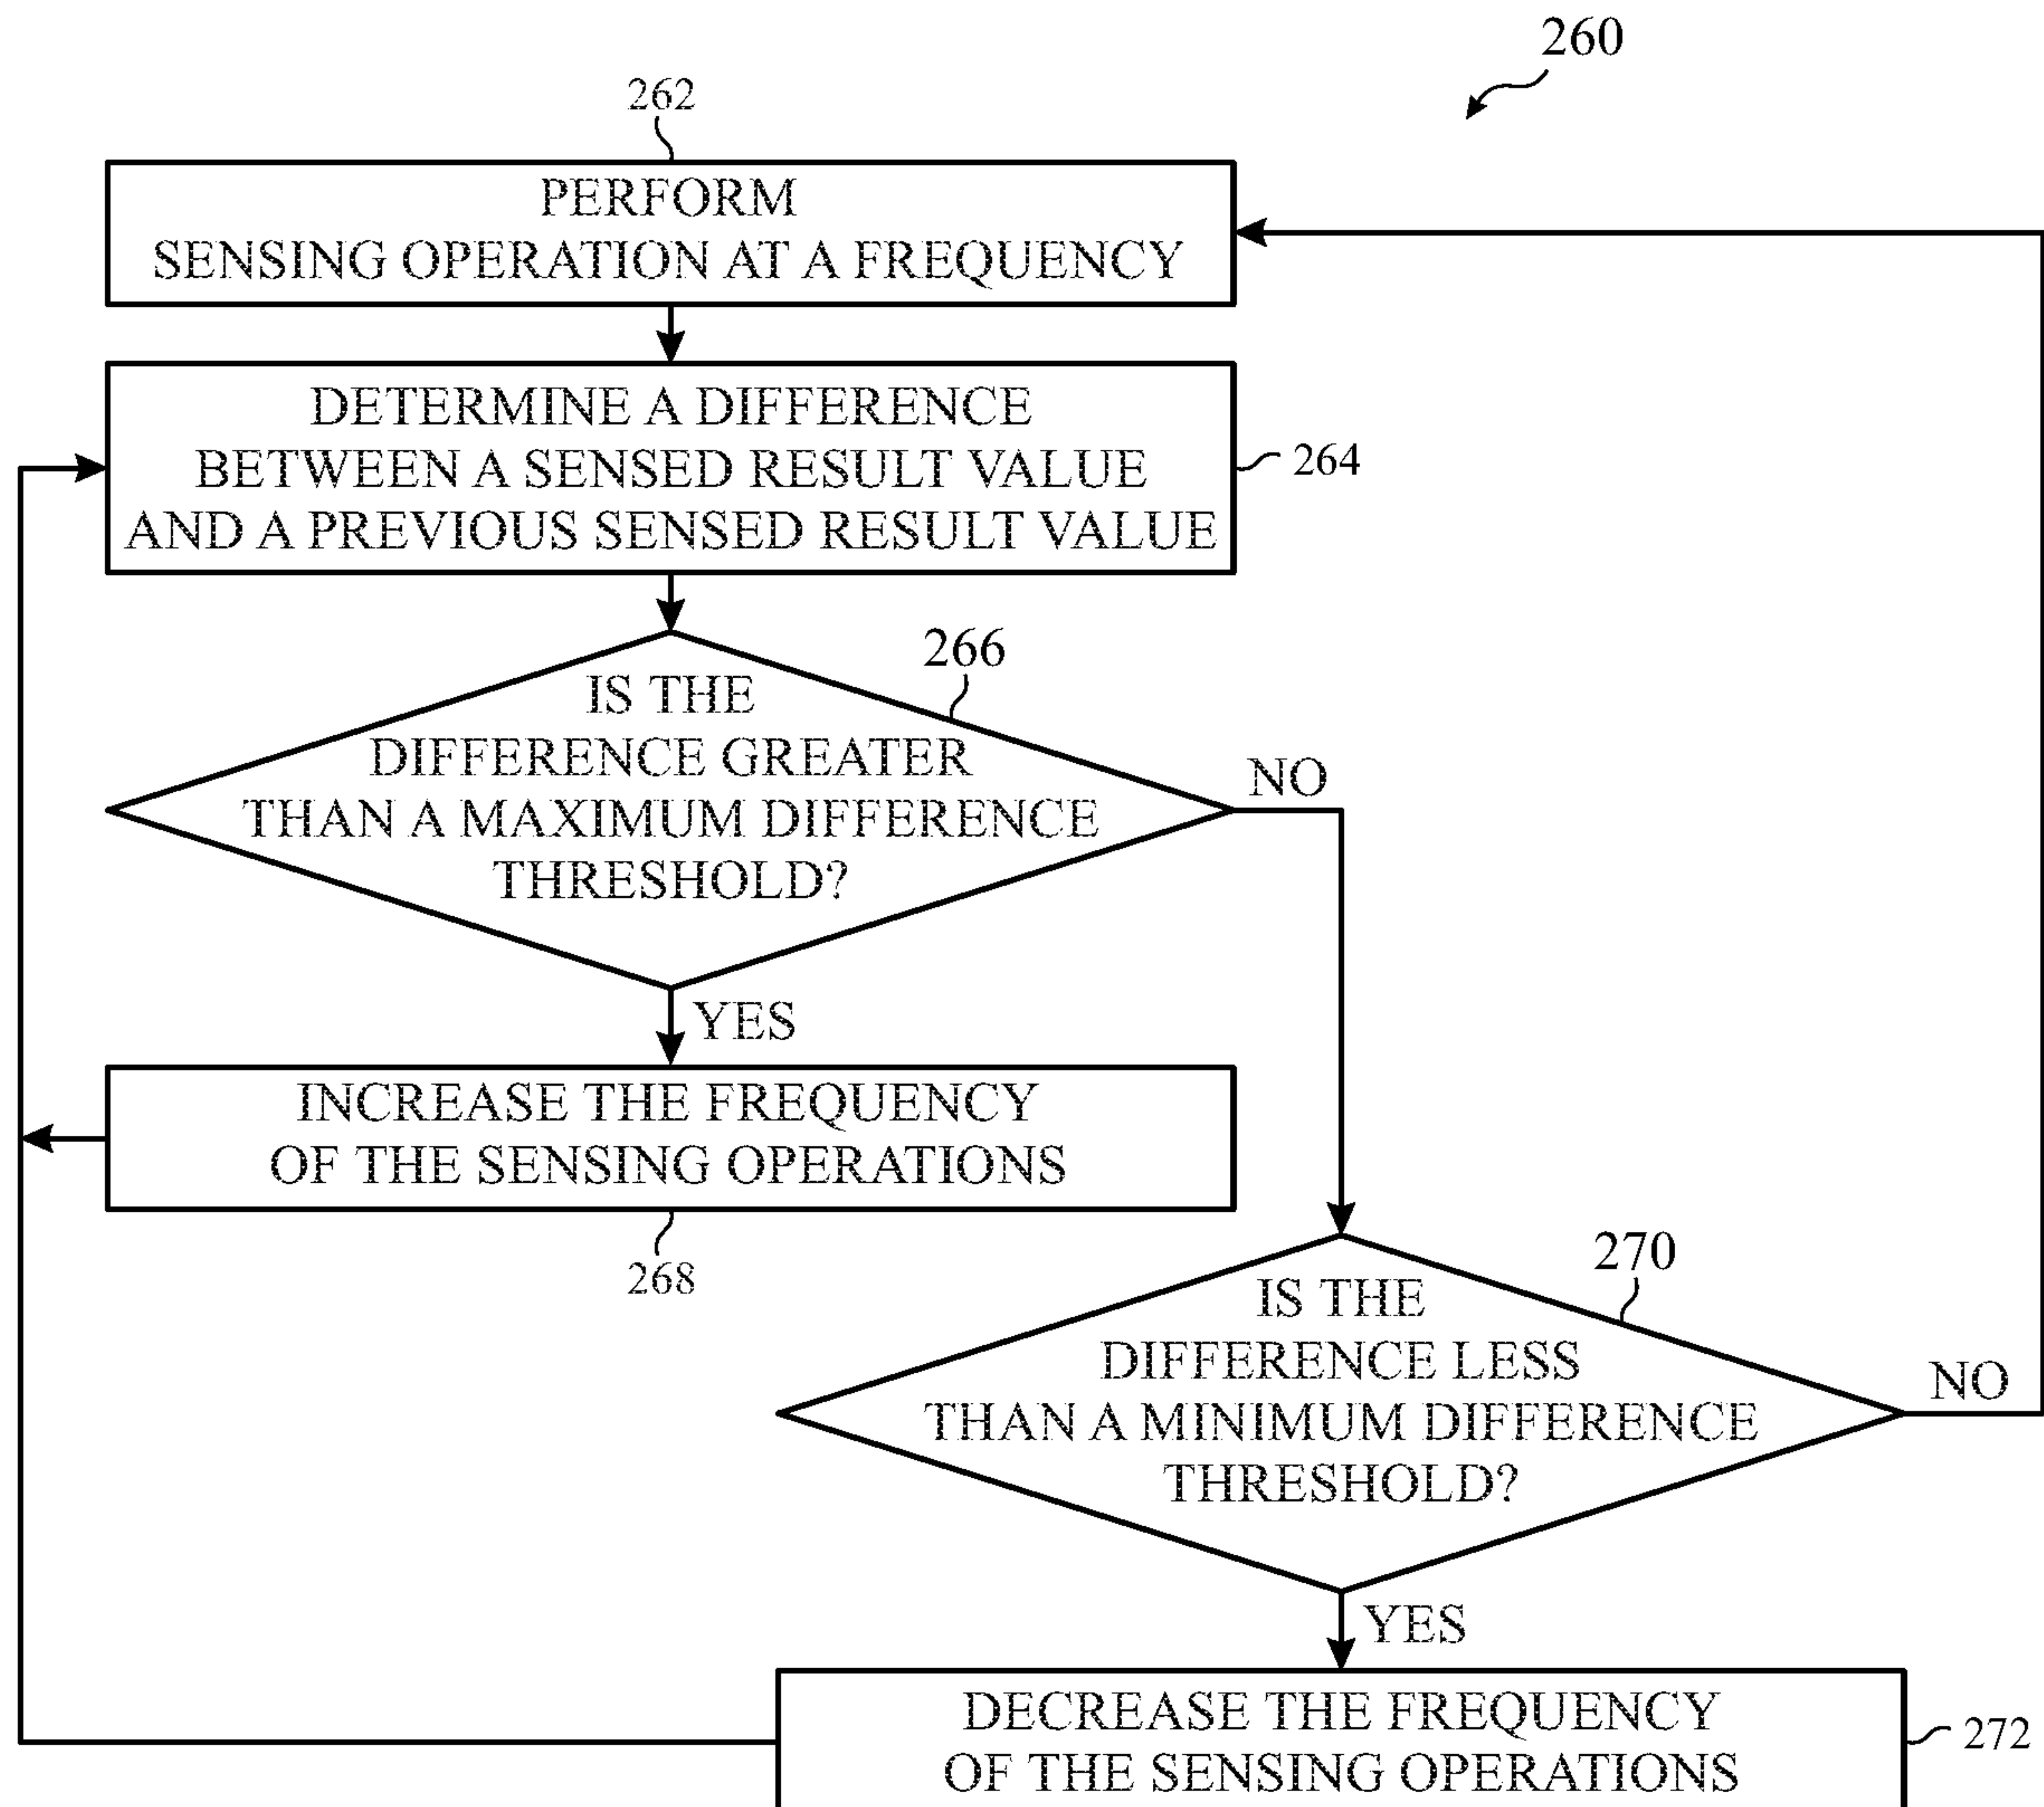 260
262
PERFORM
SENSING OPERATION AT A FREQUENCY
DETERMINE A DIFFERENCE
BETWEEN A SENSED RESULT VALUE
AND A PREVIOUS SENSED RESULT VALUE
264
266
IS THE
DIFFERENCE GREATER
THAN A MAXIMUM DIFFERENCE
THRESHOLD?
NO
YES
INCREASE THE FREQUENCY
OF THE SENSING OPERATIONS
268
270
IS THE
DIFFERENCE LESS
THAN A MINIMUM DIFFERENCE
THRESHOLD?
NO
YES
DECREASE THE FREQUENCY
OF THE SENSING OPERATIONS
272